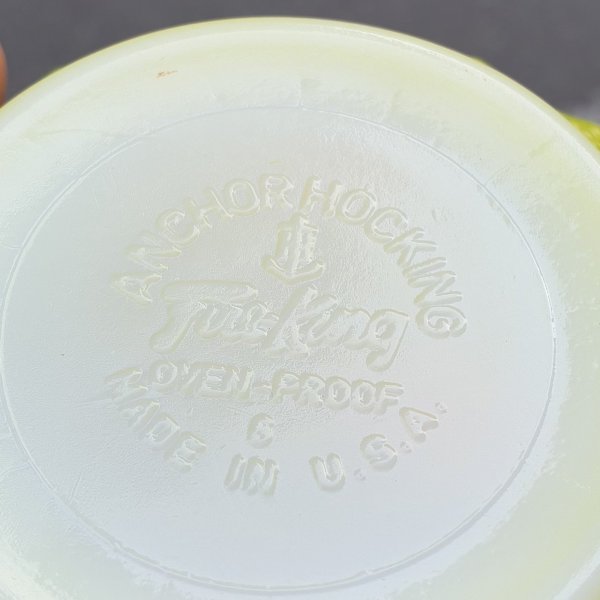 ANCHOR HOCKING
Fire-King
OVEN-PROOF
6
MADE IN U.S.A.